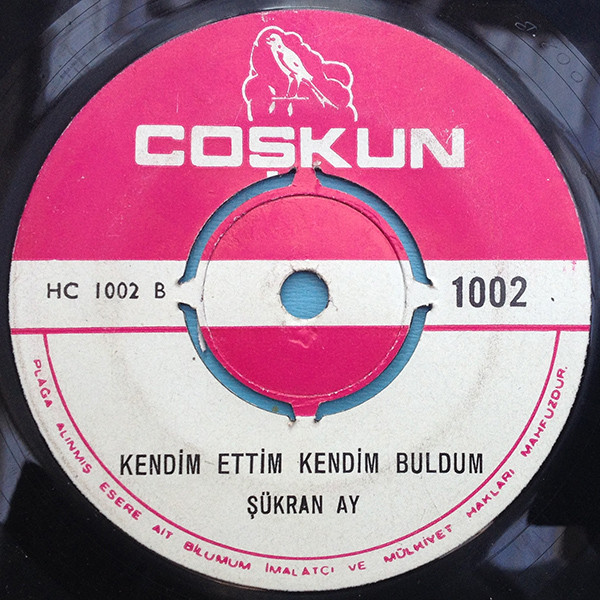 COŞKUN
HC 1002 B
1002
KENDİM ETTİM KENDİM BULDUM
ŞÜKRAN AY
PLAĞA ALINMIŞ ESERE AİT BİLUMUM İMALATÇI VE MÜLKİYET HAKLARI MAHFUZDUR.